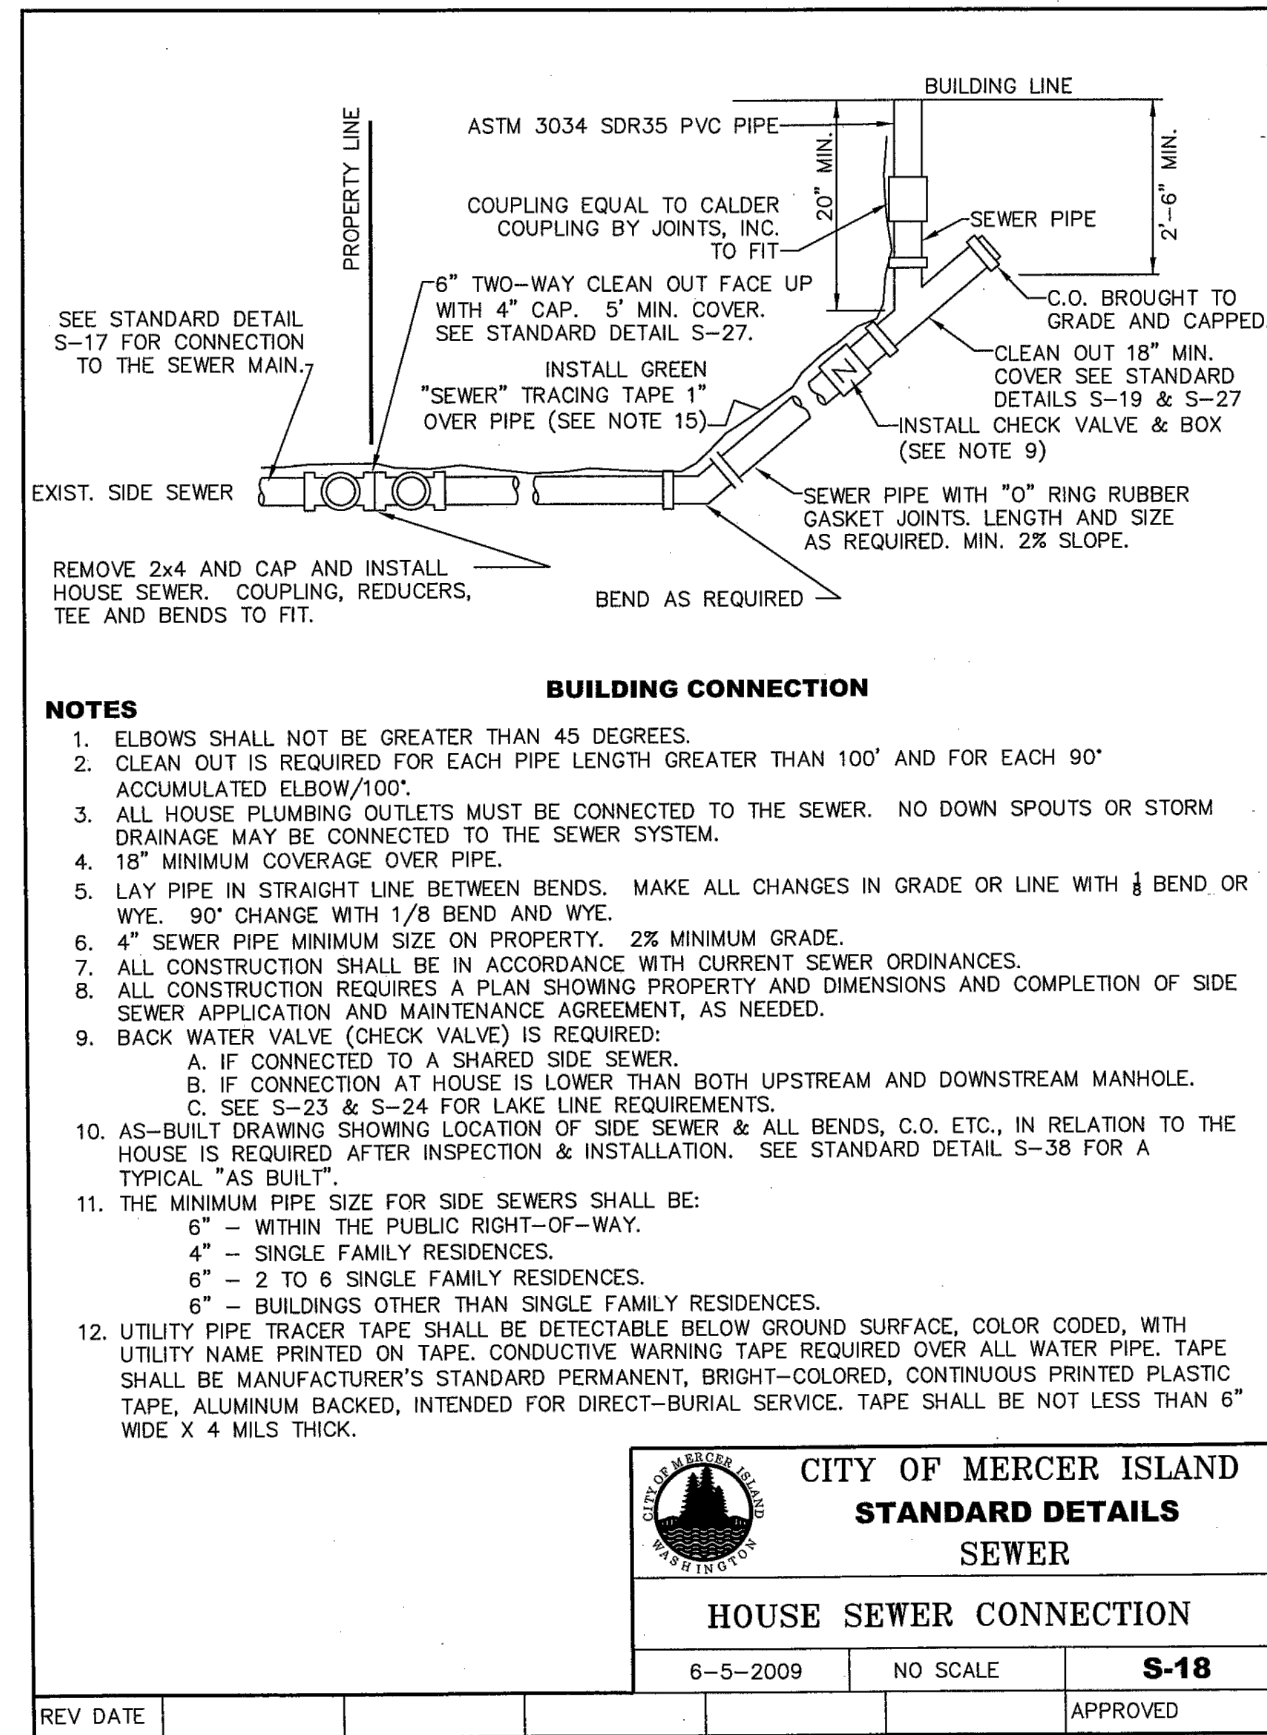 BUILDING LINE
PROPERTY LINE
ASTM 3034 SDR35 PVC PIPE
20" MIN.
2'-6" MIN.
COUPLING EQUAL TO CALDER
COUPLING BY JOINTS, INC.
TO FIT
SEWER PIPE
6" TWO-WAY CLEAN OUT FACE UP
WITH 4" CAP. 5' MIN. COVER.
SEE STANDARD DETAIL S-27.
C.O. BROUGHT TO
GRADE AND CAPPED.
SEE STANDARD DETAIL
S-17 FOR CONNECTION
TO THE SEWER MAIN.
INSTALL GREEN
"SEWER" TRACING TAPE 1"
OVER PIPE (SEE NOTE 15)
CLEAN OUT 18" MIN.
COVER SEE STANDARD
DETAILS S-19 & S-27
Z
INSTALL CHECK VALVE & BOX
(SEE NOTE 9)
EXIST. SIDE SEWER
SEWER PIPE WITH "O" RING RUBBER
GASKET JOINTS. LENGTH AND SIZE
AS REQUIRED. MIN. 2% SLOPE.
REMOVE 2x4 AND CAP AND INSTALL
HOUSE SEWER. COUPLING, REDUCERS,
TEE AND BENDS TO FIT.
BEND AS REQUIRED
BUILDING CONNECTION
NOTES
1. ELBOWS SHALL NOT BE GREATER THAN 45 DEGREES.
2. CLEAN OUT IS REQUIRED FOR EACH PIPE LENGTH GREATER THAN 100' AND FOR EACH 90°
ACCUMULATED ELBOW/100°.
3. ALL HOUSE PLUMBING OUTLETS MUST BE CONNECTED TO THE SEWER. NO DOWN SPOUTS OR STORM
DRAINAGE MAY BE CONNECTED TO THE SEWER SYSTEM.
4. 18" MINIMUM COVERAGE OVER PIPE.
5. LAY PIPE IN STRAIGHT LINE BETWEEN BENDS. MAKE ALL CHANGES IN GRADE OR LINE WITH 1/8 BEND OR
WYE. 90° CHANGE WITH 1/8 BEND AND WYE.
6. 4" SEWER PIPE MINIMUM SIZE ON PROPERTY. 2% MINIMUM GRADE.
7. ALL CONSTRUCTION SHALL BE IN ACCORDANCE WITH CURRENT SEWER ORDINANCES.
8. ALL CONSTRUCTION REQUIRES A PLAN SHOWING PROPERTY AND DIMENSIONS AND COMPLETION OF SIDE
SEWER APPLICATION AND MAINTENANCE AGREEMENT, AS NEEDED.
9. BACK WATER VALVE (CHECK VALVE) IS REQUIRED:
A. IF CONNECTED TO A SHARED SIDE SEWER.
B. IF CONNECTION AT HOUSE IS LOWER THAN BOTH UPSTREAM AND DOWNSTREAM MANHOLE.
C. SEE S-23 & S-24 FOR LAKE LINE REQUIREMENTS.
10. AS-BUILT DRAWING SHOWING LOCATION OF SIDE SEWER & ALL BENDS, C.O. ETC., IN RELATION TO THE
HOUSE IS REQUIRED AFTER INSPECTION & INSTALLATION. SEE STANDARD DETAIL S-38 FOR A
TYPICAL "AS BUILT".
11. THE MINIMUM PIPE SIZE FOR SIDE SEWERS SHALL BE:
6" - WITHIN THE PUBLIC RIGHT-OF-WAY.
4" - SINGLE FAMILY RESIDENCES.
6" - 2 TO 6 SINGLE FAMILY RESIDENCES.
6" - BUILDINGS OTHER THAN SINGLE FAMILY RESIDENCES.
12. UTILITY PIPE TRACER TAPE SHALL BE DETECTABLE BELOW GROUND SURFACE, COLOR CODED, WITH
UTILITY NAME PRINTED ON TAPE. CONDUCTIVE WARNING TAPE REQUIRED OVER ALL WATER PIPE. TAPE
SHALL BE MANUFACTURER'S STANDARD PERMANENT, BRIGHT-COLORED, CONTINUOUS PRINTED PLASTIC
TAPE, ALUMINUM BACKED, INTENDED FOR DIRECT-BURIAL SERVICE. TAPE SHALL BE NOT LESS THAN 6"
WIDE X 4 MILS THICK.
CITY OF MERCER ISLAND
WASHINGTON
CITY OF MERCER ISLAND
STANDARD DETAILS
SEWER
HOUSE SEWER CONNECTION
6-5-2009 NO SCALE S-18
REV DATE APPROVED